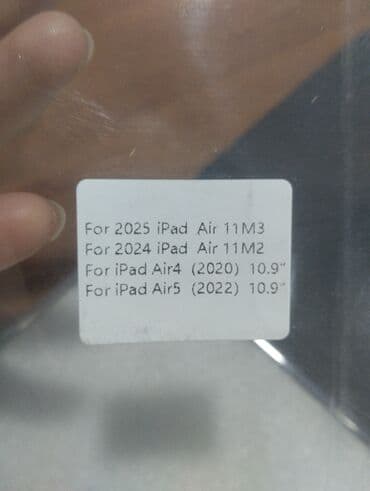 For 2025 iPad Air 11M3
For 2024 iPad Air 11M2
For iPad Air4 (2020) 10.9"
For iPad Air5 (2022) 10.9"